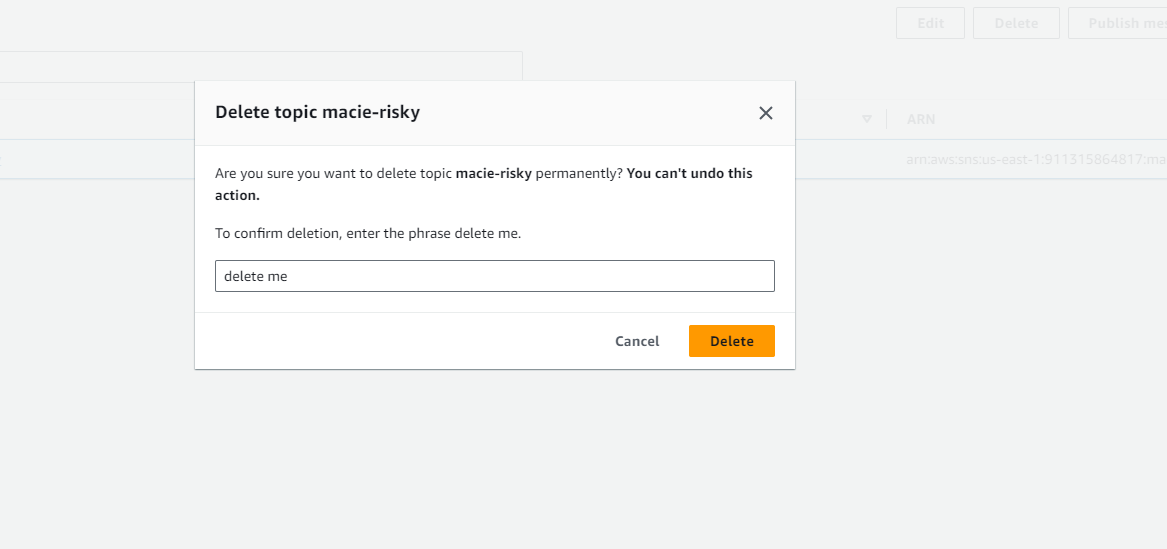 Edit
Delete
Publish mes
Delete topic macie-risky
ARN
Are you sure you want to delete topic macie-risky permanently? You can't undo this
action.
arn:aws:sns:us-east-1:911315864817:ma
To confirm deletion, enter the phrase delete me.
delete me
Cancel
Delete